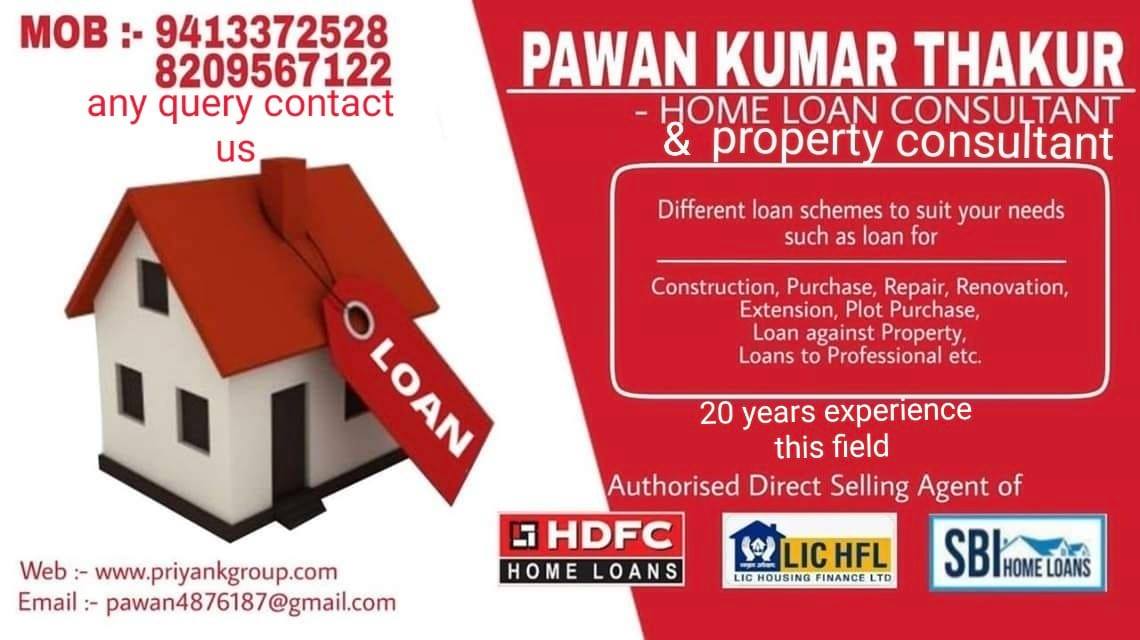 MOB :- 9413372528
8209567122
any query contact
us
LOAN
Web :- www.priyankgroup.com
Email :- pawan4876187@gmail.com
PAWAN KUMAR THAKUR
- HOME LOAN CONSULTANT
& property consultant
Different loan schemes to suit your needs
such as loan for
Construction, Purchase, Repair, Renovation,
Extension, Plot Purchase,
Loan against Property,
Loans to Professional etc.
20 years experience
this field
Authorised Direct Selling Agent of
HDFC
HOME LOANS
LIC HFL
LIC HOUSING FINANCE LTD
SBI HOME LOANS